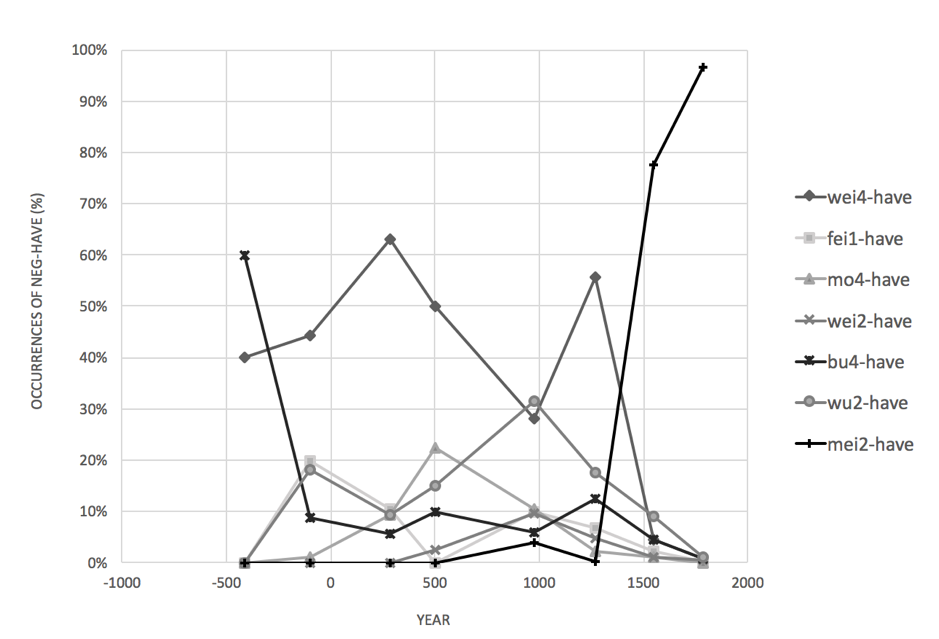 100%
90%
80%
70%
60%
50%
40%
30%
20%
10%
0%
-1000 -500 0 500 1000 1500 2000
OCCURRENCES OF NEG-HAVE (%)
YEAR
wei4-have
fei1-have
mo4-have
wei2-have
bu4-have
wu2-have
mei2-have